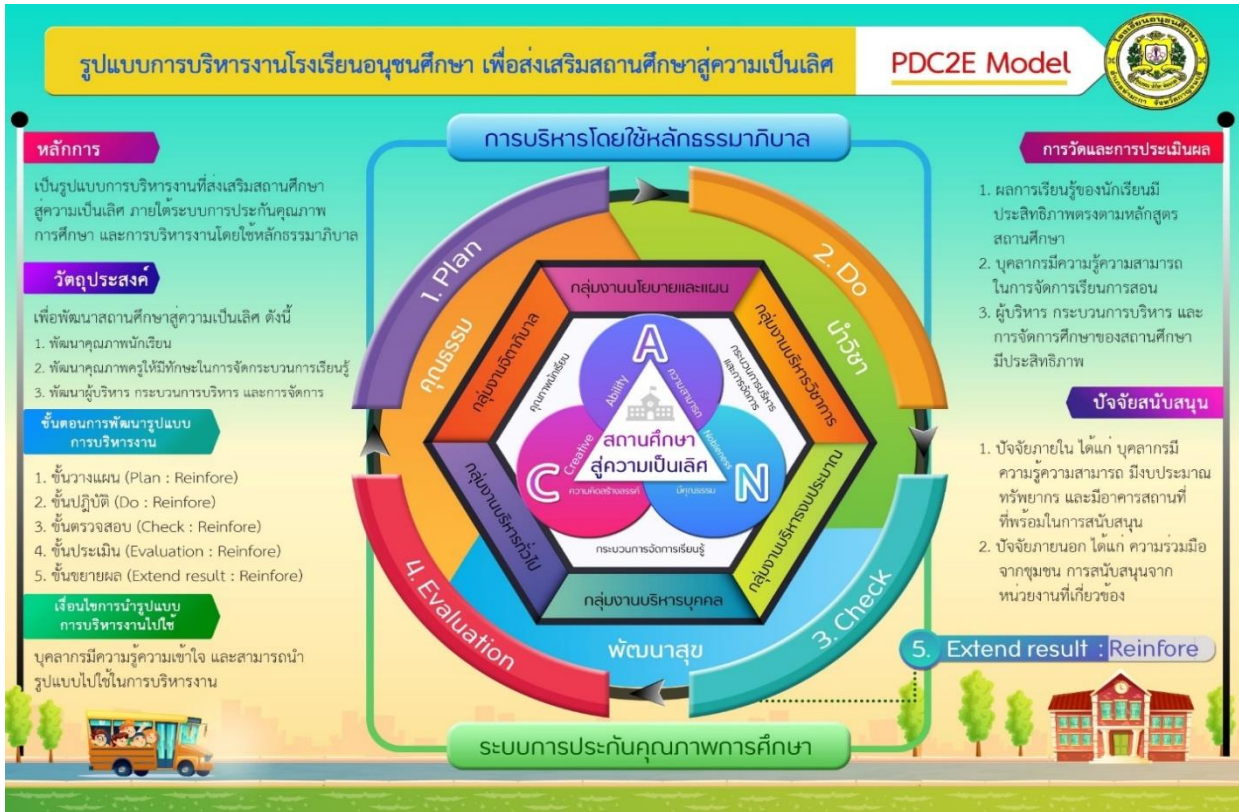 รูปแบบการบริหารงานโรงเรียนอนุชนศึกษา เพื่อส่งเสริมสถานศึกษาสู่ความเป็นเลิศ
PDC2E Model
หลักการ
เป็นรูปแบบการบริหารงานที่ส่งเสริมสถานศึกษา
สู่ความเป็นเลิศ ภายใต้ระบบการประกันคุณภาพ
การศึกษา และการบริหารงานโดยใช้หลักธรรมาภิบาล
วัตถุประสงค์
เพื่อพัฒนาสถานศึกษาสู่ความเป็นเลิศ ดังนี้
1. พัฒนาคุณภาพนักเรียน
2. พัฒนาคุณภาพครูให้มีทักษะในการจัดกระบวนการเรียนรู้
3. พัฒนาผู้บริหาร กระบวนการบริหาร และการจัดการ
ขั้นตอนการพัฒนารูปแบบ
การบริหารงาน
1. ขั้นวางแผน (Plan : Reinfore)
2. ขั้นปฎิบัติ (Do : Reinfore)
3. ขั้นตรวจสอบ (Check : Reinfore)
4. ขั้นประเมิน (Evaluation : Reinfore)
5. ขั้นขยายผล (Extend result : Reinfore)
เงื่อนไขการนำรูปแบบ
การบริหารงานไปใช้
บุคลากรมีความรู้ความเข้าใจ และสามารถนำ
รูปแบบไปใช้ในการบริหารงาน
การบริหารโดยใช้หลักธรรมาภิบาล
1. Plan
2. Do
3. Check
4. Evaluation
คุณธรรม
นำวิชา
พัฒนาสุข
กลุ่มงานนโยบายและแผน
กลุ่มงานบริหารวิชาการ
กลุ่มงานบริหารงบประมาณ
กลุ่มงานบริหารบุคคล
กลุ่มงานบริหารทั่วไป
กลุ่มงานจิตาภิบาล
คุณภาพนักเรียน
กระบวนการบริหาร
และการจัดการ
กระบวนการจัดการเรียนรู้
A
Ability
ความสามารถ
C
Creative
ความคิดสร้างสรรค์
N
Nobleness
มีคุณธรรม
สถานศึกษา
สู่ความเป็นเลิศ
ระบบการประกันคุณภาพการศึกษา
การวัดและการประเมินผล
1. ผลการเรียนรู้ของนักเรียนมี
ประสิทธิภาพตรงตามหลักสูตร
สถานศึกษา
2. บุคลากรมีความรู้ความสามารถ
ในการจัดการเรียนการสอน
3. ผู้บริหาร กระบวนการบริหาร และ
การจัดการศึกษาของสถานศึกษา
มีประสิทธิภาพ
ปัจจัยสนับสนุน
1. ปัจจัยภายใน ได้แก่ บุคลากรมี
ความรู้ความสามารถ มีงบประมาณ
ทรัพยากร และมีอาคารสถานที่
ที่พร้อมในการสนับสนุน
2. ปัจจัยภายนอก ได้แก่ ความร่วมมือ
จากชุมชน การสนับสนุนจาก
หน่วยงานที่เกี่ยวของ
5. Extend result : Reinfore
โรงเรียนอนุชนศึกษา
อำเภอท่ามะกา จังหวัดกาญจนบุรี